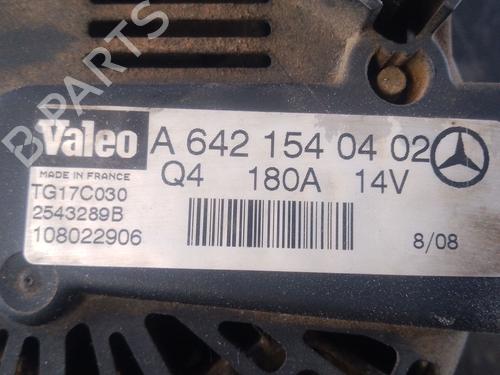 B-PARTS
Valeo A 642 154 04 02
MADE IN FRANCE Q4 180A 14V
TG17C030
2543289B
108022906
8/08